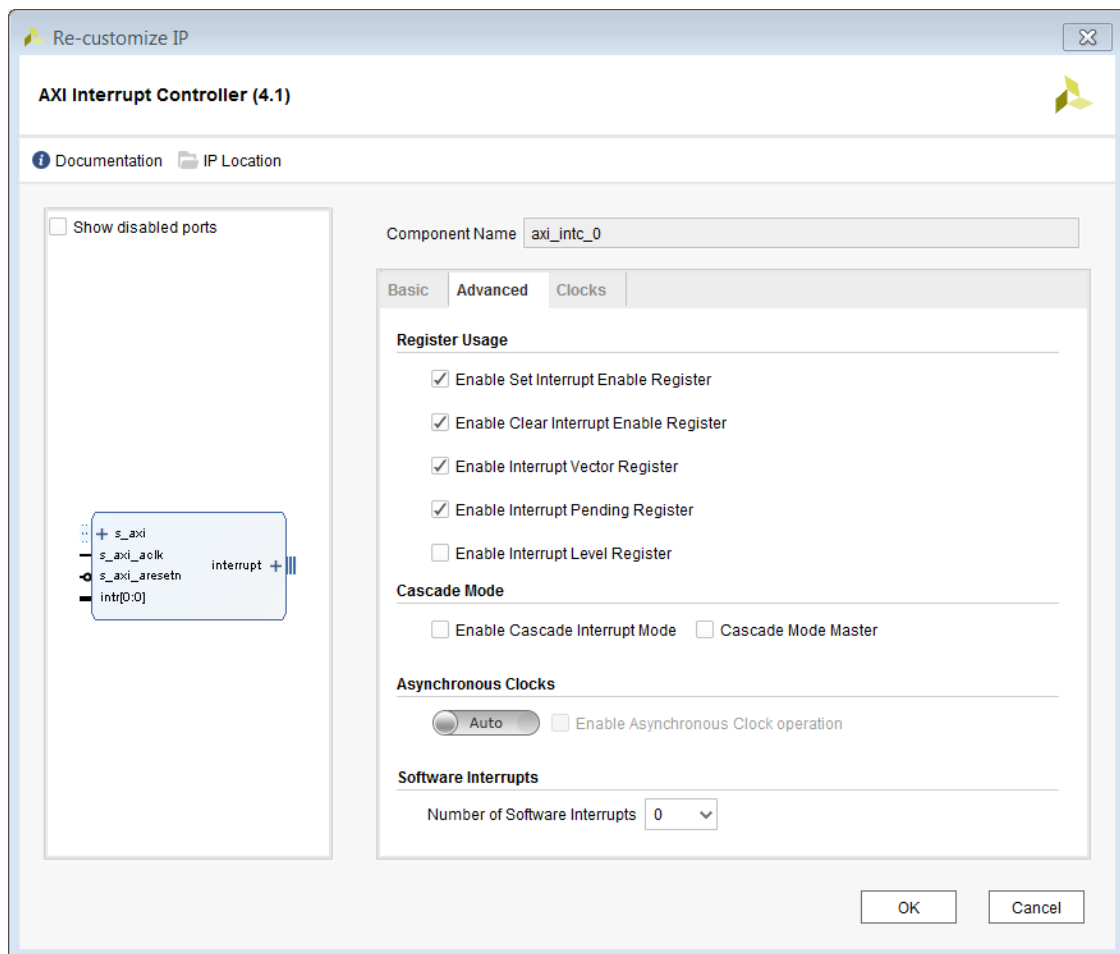 Re-customize IP
AXI Interrupt Controller (4.1)
Documentation IP Location
Show disabled ports
s_axi
s_axi_aclk
s_axi_aresetn
intr[0:0]
interrupt
Component Name axi_intc_0
Basic Advanced Clocks
Register Usage
Enable Set Interrupt Enable Register
Enable Clear Interrupt Enable Register
Enable Interrupt Vector Register
Enable Interrupt Pending Register
Enable Interrupt Level Register
Cascade Mode
Enable Cascade Interrupt Mode Cascade Mode Master
Asynchronous Clocks
Auto Enable Asynchronous Clock operation
Software Interrupts
Number of Software Interrupts 0
OK Cancel